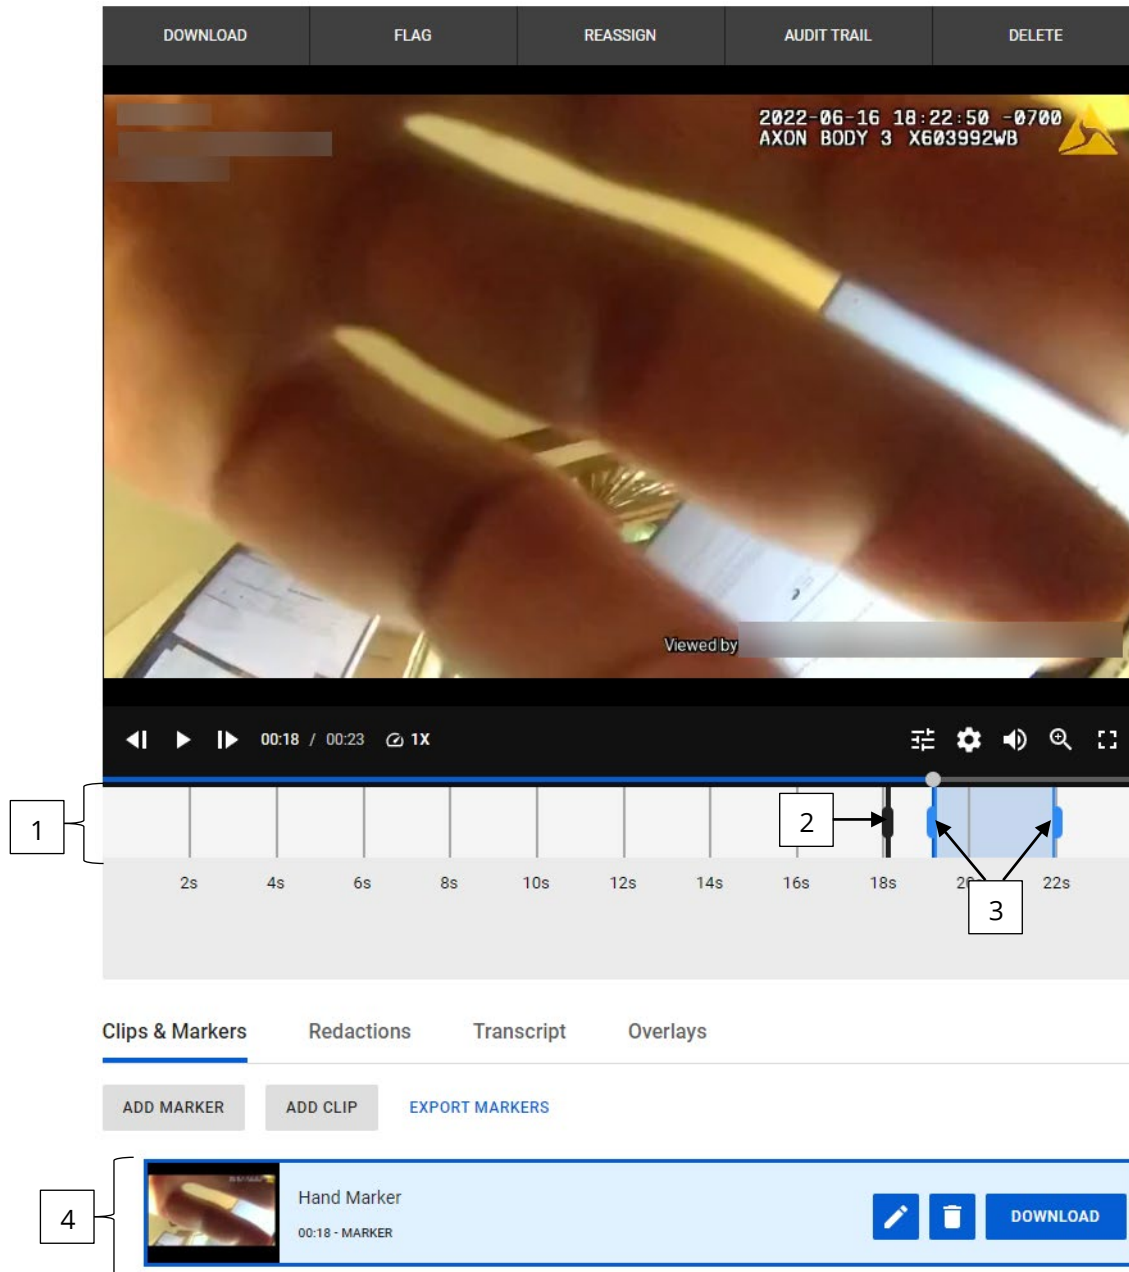 DOWNLOAD FLAG REASSIGN AUDIT TRAIL DELETE
2022-06-16 18:22:50 -0700
AXON BODY 3 X603992WB
Viewed by
00:18 / 00:23 1X
1
2
3
2s 4s 6s 8s 10s 12s 14s 16s 18s 22s
Clips & Markers Redactions Transcript Overlays
ADD MARKER ADD CLIP EXPORT MARKERS
4
Hand Marker
00:18 - MARKER
DOWNLOAD